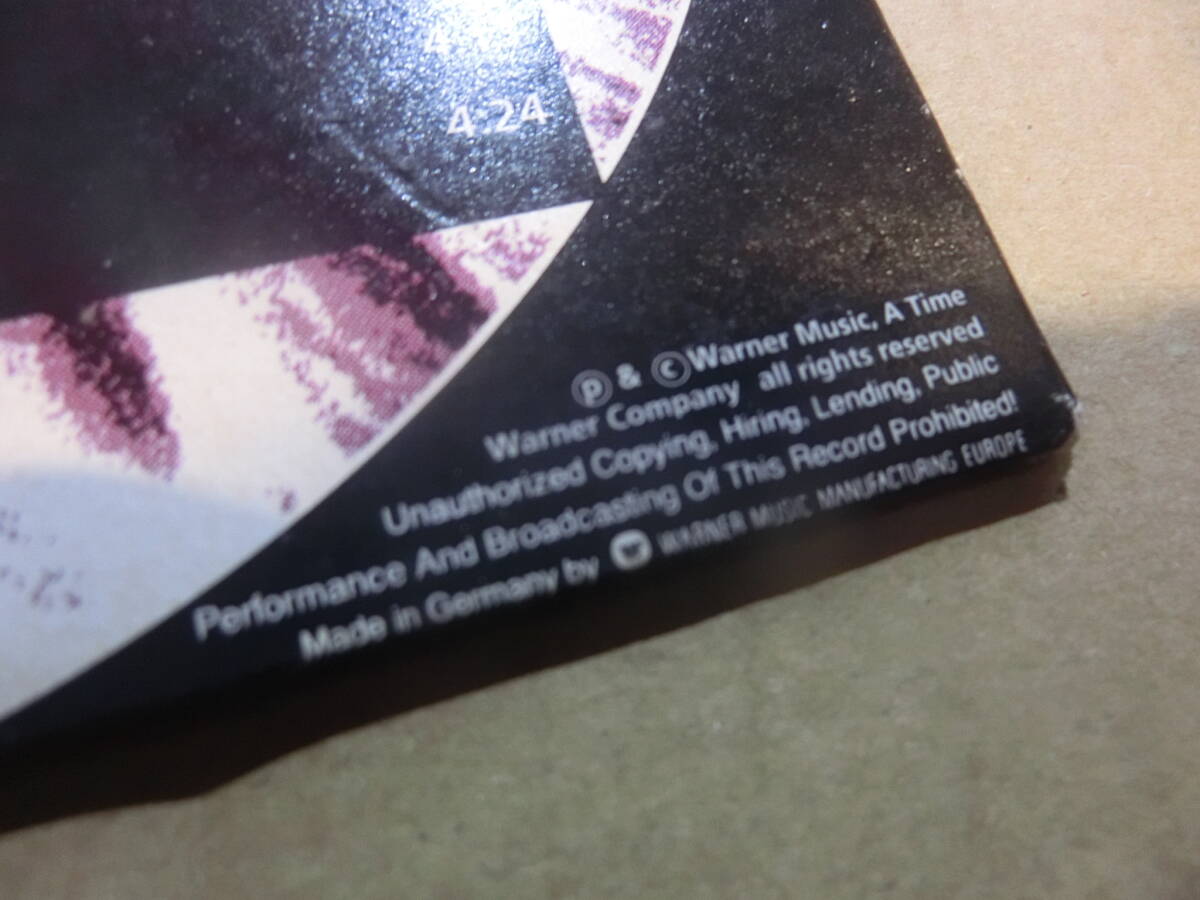 4:24
℗ & ©Warner Music, A Time
Warner Company all rights reserved
Unauthorized Copying, Hiring, Lending, Public
Performance And Broadcasting Of This Record Prohibited!
Made in Germany by WARNER MUSIC MANUFACTURING EUROPE